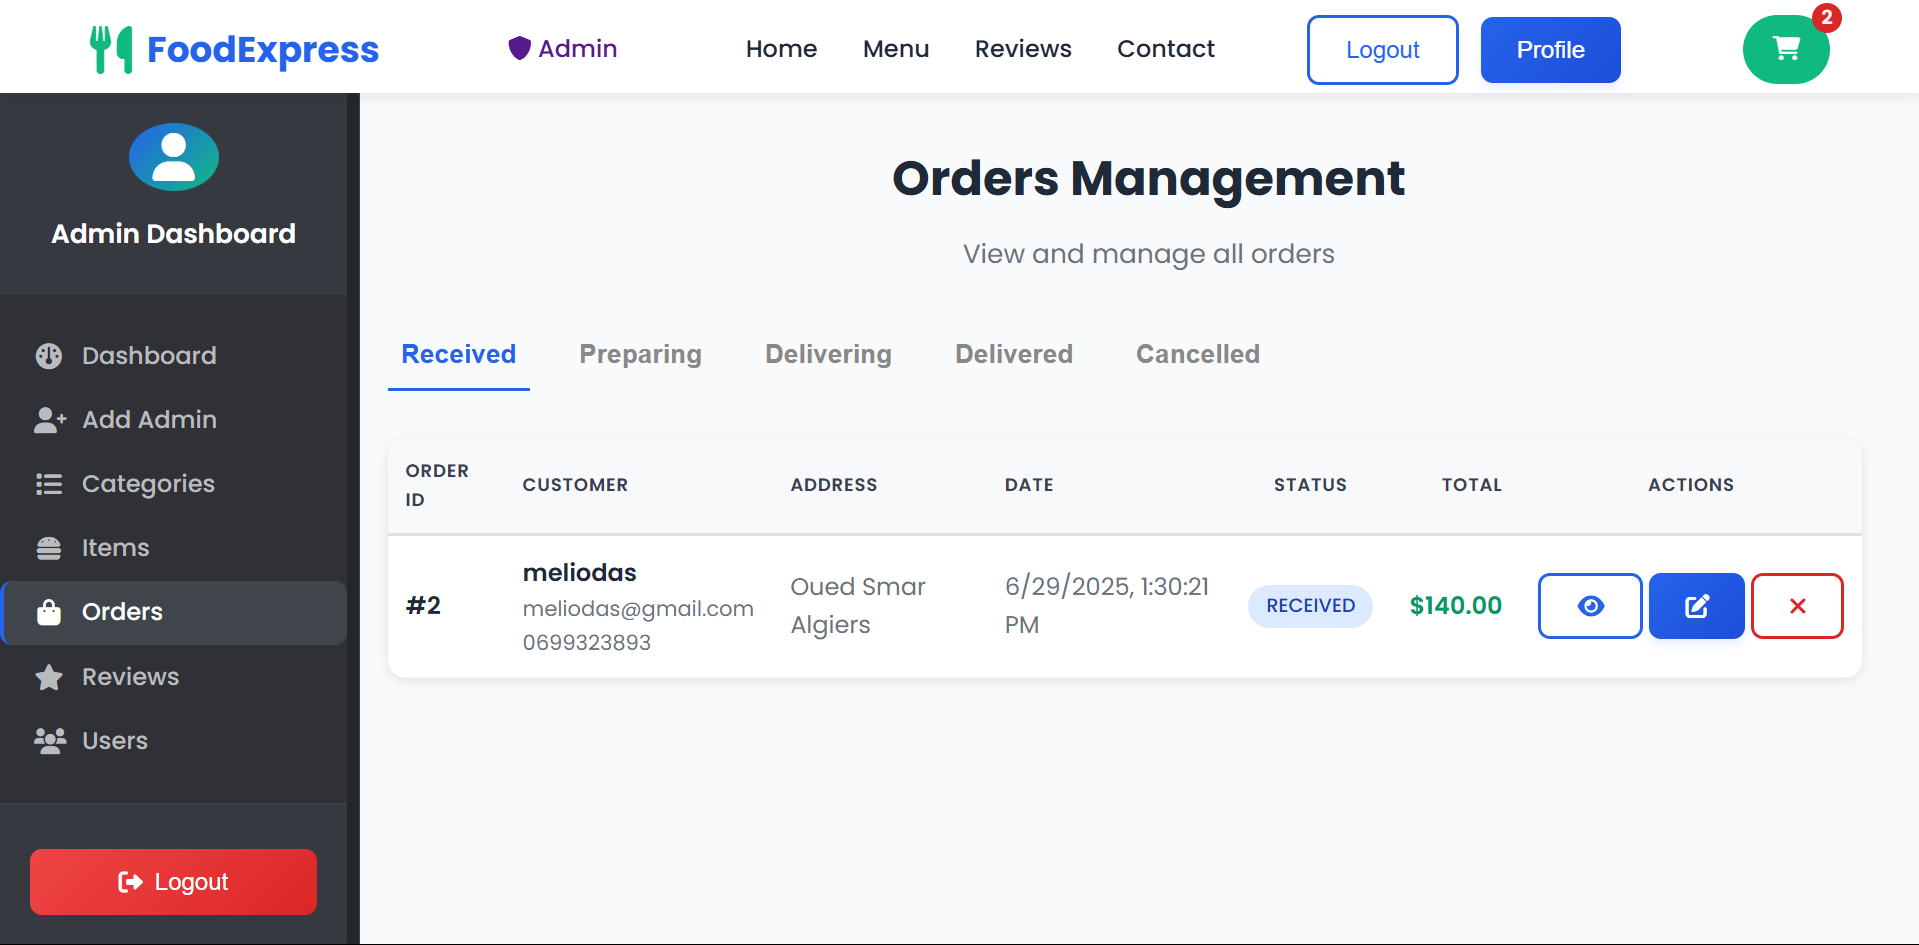 FoodExpress
Admin
Home
Menu
Reviews
Contact
Logout
Profile
2
Admin Dashboard
Dashboard
Add Admin
Categories
Items
Orders
Reviews
Users
Logout
Orders Management
View and manage all orders
Received
Preparing
Delivering
Delivered
Cancelled
ORDER
ID
CUSTOMER
ADDRESS
DATE
STATUS
TOTAL
ACTIONS
#2
meliodas
meliodas@gmail.com
0699323893
Oued Smar
Algiers
6/29/2025, 1:30:21
PM
RECEIVED
$140.00